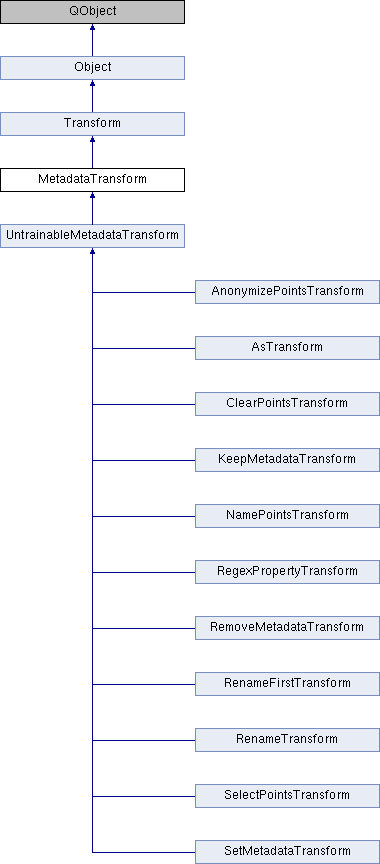 QObject
Object
Transform
MetadataTransform
UntrainableMetadataTransform
AnonymizePointsTransform
AsTransform
ClearPointsTransform
KeepMetadataTransform
NamePointsTransform
RegexPropertyTransform
RemoveMetadataTransform
RenameFirstTransform
RenameTransform
SelectPointsTransform
SetMetadataTransform